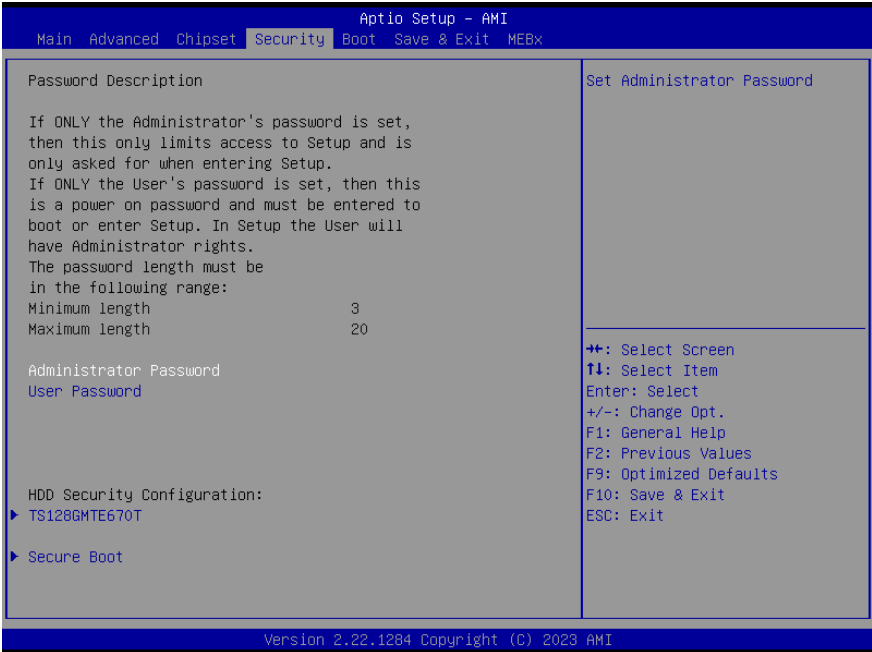 Aptio Setup – AMI
Main Advanced Chipset Security Boot Save & Exit MEBx
Password Description
If ONLY the Administrator's password is set,
then this only limits access to Setup and is
only asked for when entering Setup.
If ONLY the User's password is set, then this
is a power on password and must be entered to
boot or enter Setup. In Setup the User will
have Administrator rights.
The password length must be
in the following range:
Minimum length 3
Maximum length 20
Administrator Password
User Password
HDD Security Configuration:
TS128GMTE670T
Secure Boot
Set Administrator Password
→←: Select Screen
↑↓: Select Item
Enter: Select
+/-: Change Opt.
F1: General Help
F2: Previous Values
F9: Optimized Defaults
F10: Save & Exit
ESC: Exit
Version 2.22.1284 Copyright (C) 2023 AMI